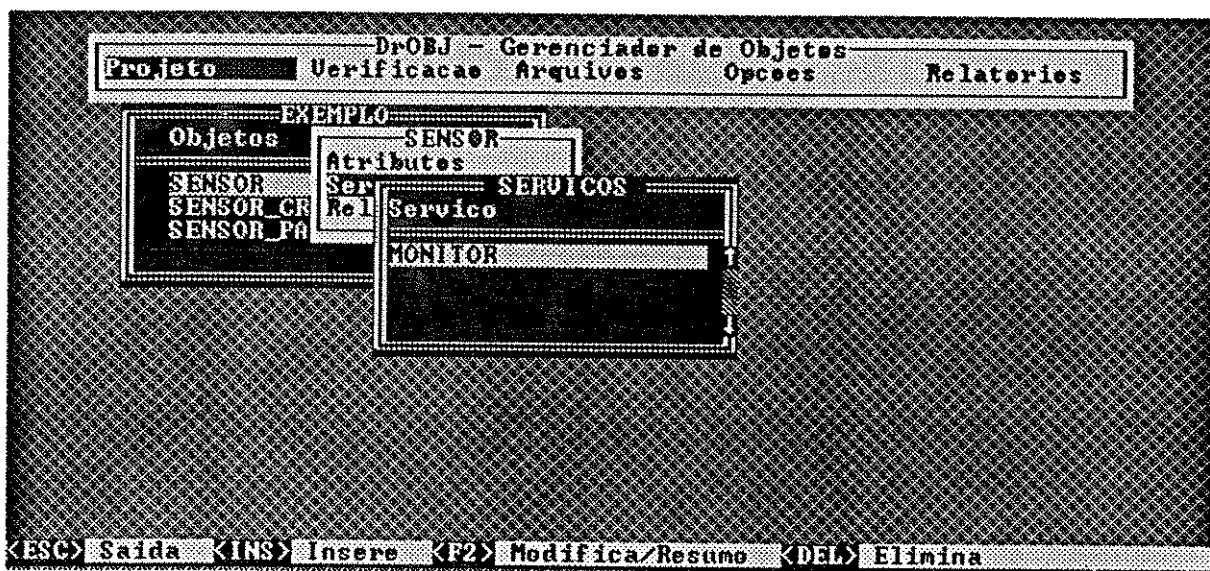 DrOBJ - Gerenciador de Objetos
Projeto Verificacao Arquivos Opcoes Relatorios
EXEMPLO
Objetos
SENSOR
SENSOR_CR
SENSOR_PA
SENSOR
Atributos
Ser
Rel
SERVICOS
Servico
MONITOR
<ESC> Saida <INS> Insere <F2> Modifica/Resumo <DEL> Elimina